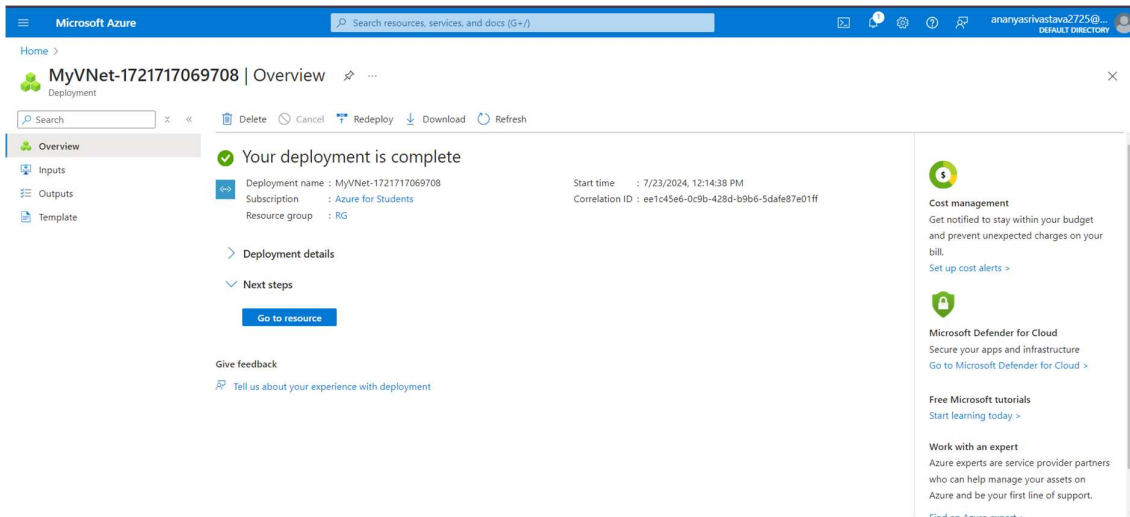 Microsoft Azure
Search resources, services, and docs (G+/)
1
ananyasrivastava2725@...
DEFAULT DIRECTORY
Home >
MyVNet-1721717069708 | Overview
Deployment
Search
Delete Cancel Redeploy Download Refresh
Overview
Inputs
Outputs
Template
Your deployment is complete
Deployment name : MyVNet-1721717069708
Subscription : Azure for Students
Resource group : RG
Start time : 7/23/2024, 12:14:38 PM
Correlation ID : ee1c45e6-0c9b-428d-b9b6-5dafe87e01ff
Deployment details
Next steps
Go to resource
Give feedback
Tell us about your experience with deployment
Cost management
Get notified to stay within your budget
and prevent unexpected charges on your
bill.
Set up cost alerts >
Microsoft Defender for Cloud
Secure your apps and infrastructure
Go to Microsoft Defender for Cloud >
Free Microsoft tutorials
Start learning today >
Work with an expert
Azure experts are service provider partners
who can help manage your assets on
Azure and be your first line of support.
Find an Azure expert >